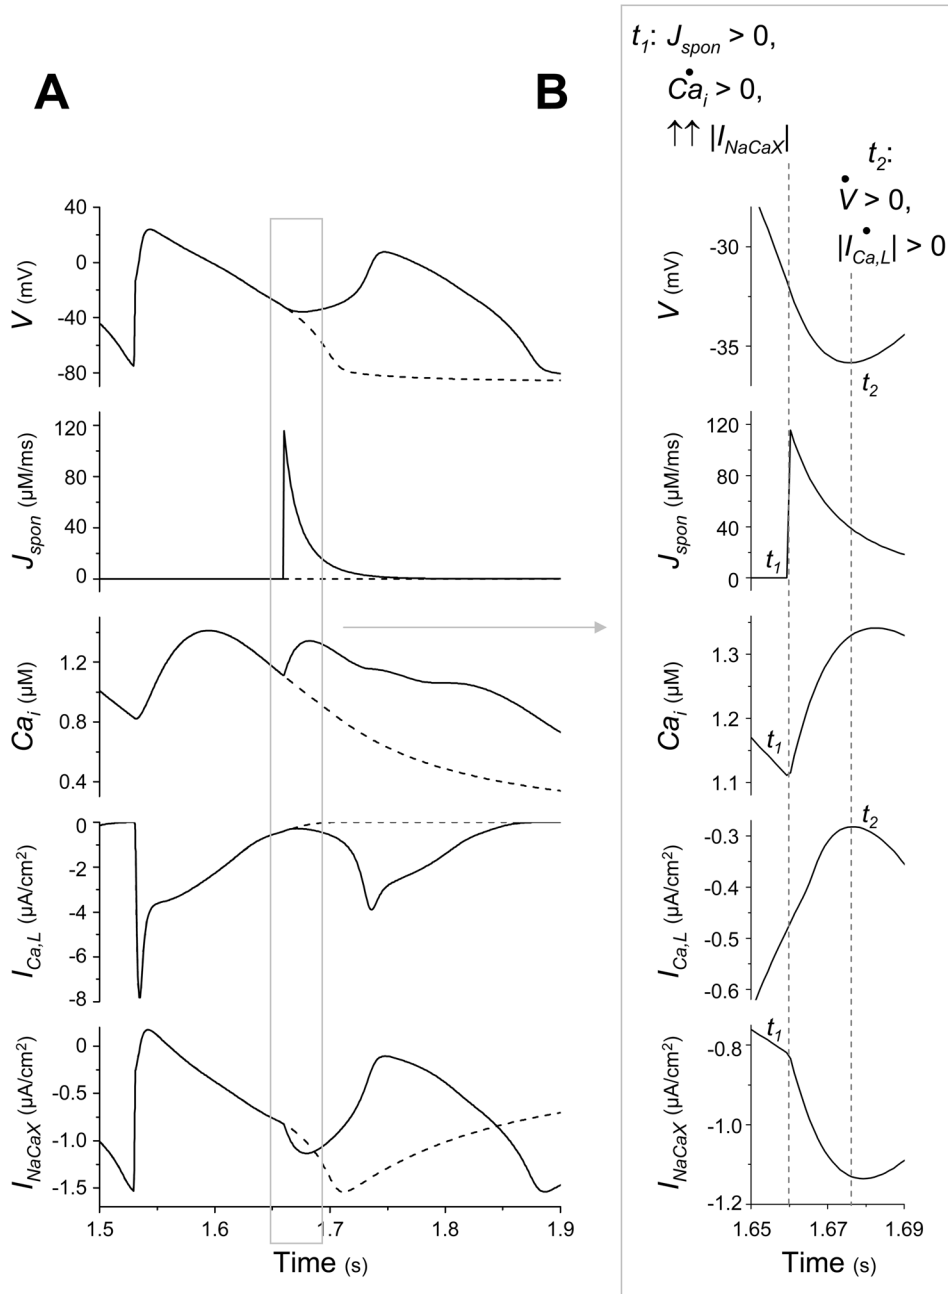 A
B
t1: Jspon > 0,
Ċai > 0,
↑↑ |INaCaX|
t2:
V̇ > 0,
|İCa,L| > 0
V (mV)
40
0
-40
-80
V (mV)
-30
-35
t2
Jspon (µM/ms)
120
80
40
0
Jspon (µM/ms)
120
80
40
0
t1
Cai (µM)
1.2
0.8
0.4
Cai (µM)
1.3
1.2
1.1
t1
ICa,L (µA/cm2)
0
-2
-4
-6
-8
ICa,L (µA/cm2)
-0.3
-0.4
-0.5
-0.6
t2
INaCaX (µA/cm2)
0
-0.5
-1.0
-1.5
INaCaX (µA/cm2)
-0.8
-1.0
-1.2
t1
1.5 1.6 1.7 1.8 1.9
Time (s)
1.65 1.67 1.69
Time (s)